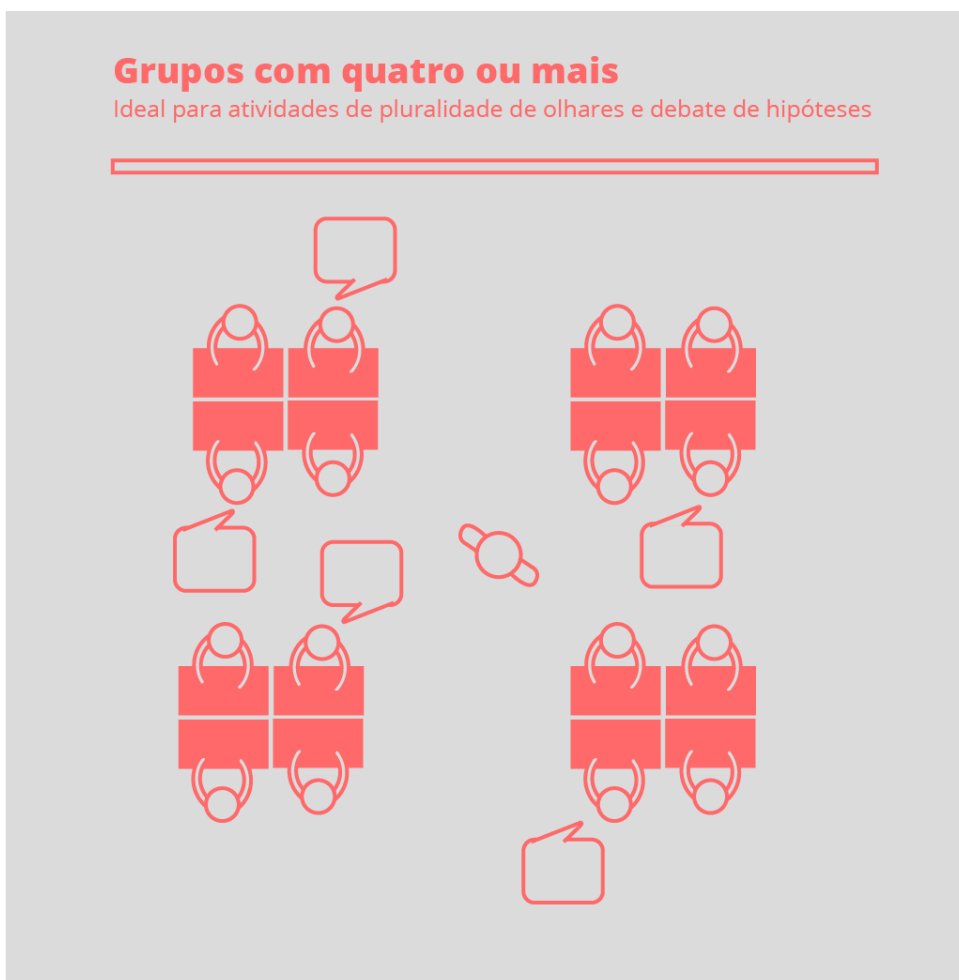 Grupos com quatro ou mais
Ideal para atividades de pluralidade de olhares e debate de hipóteses